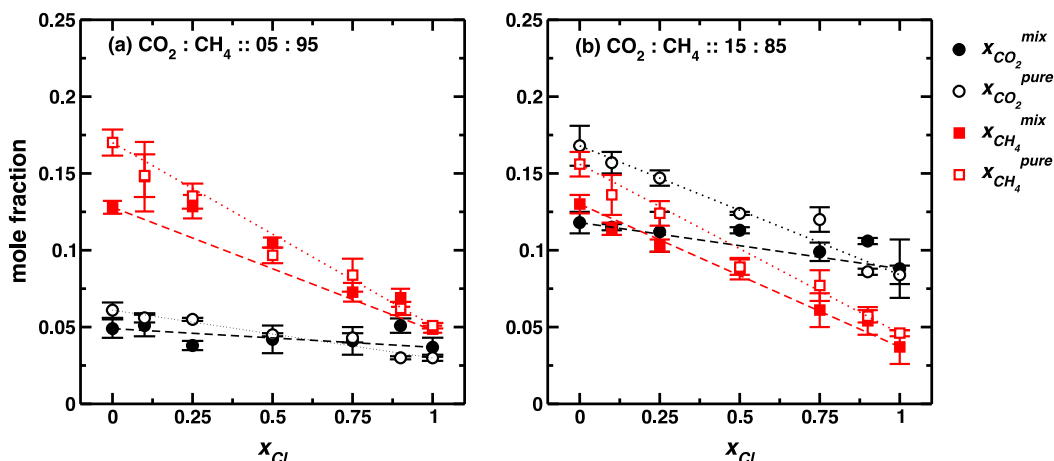 (a) CO2 : CH4 :: 05 : 95
(b) CO2 : CH4 :: 15 : 85
mole fraction
0.25
0.2
0.15
0.1
0.05
0
0 0.25 0.5 0.75 1
xCl
0.25
0.2
0.15
0.1
0.05
0
0 0.25 0.5 0.75 1
xCl
xCO2mix
xCO2pure
xCH4mix
xCH4pure